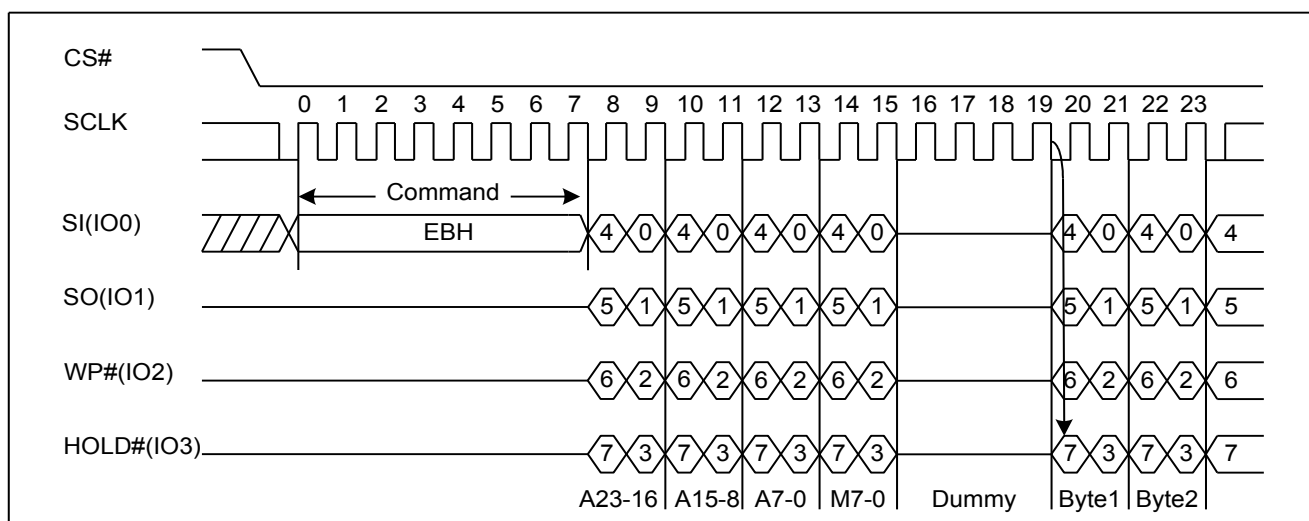 CS#
0 1 2 3 4 5 6 7 8 9 10 11 12 13 14 15 16 17 18 19 20 21 22 23
SCLK
Command
SI(IO0) EBH 4 0 4 0 4 0 4 0 4 0 4 0 4
SO(IO1) 5 1 5 1 5 1 5 1 5 1 5 1 5
WP#(IO2) 6 2 6 2 6 2 6 2 6 2 6 2 6
HOLD#(IO3) 7 3 7 3 7 3 7 3 7 3 7 3 7
A23-16 A15-8 A7-0 M7-0 Dummy Byte1 Byte2